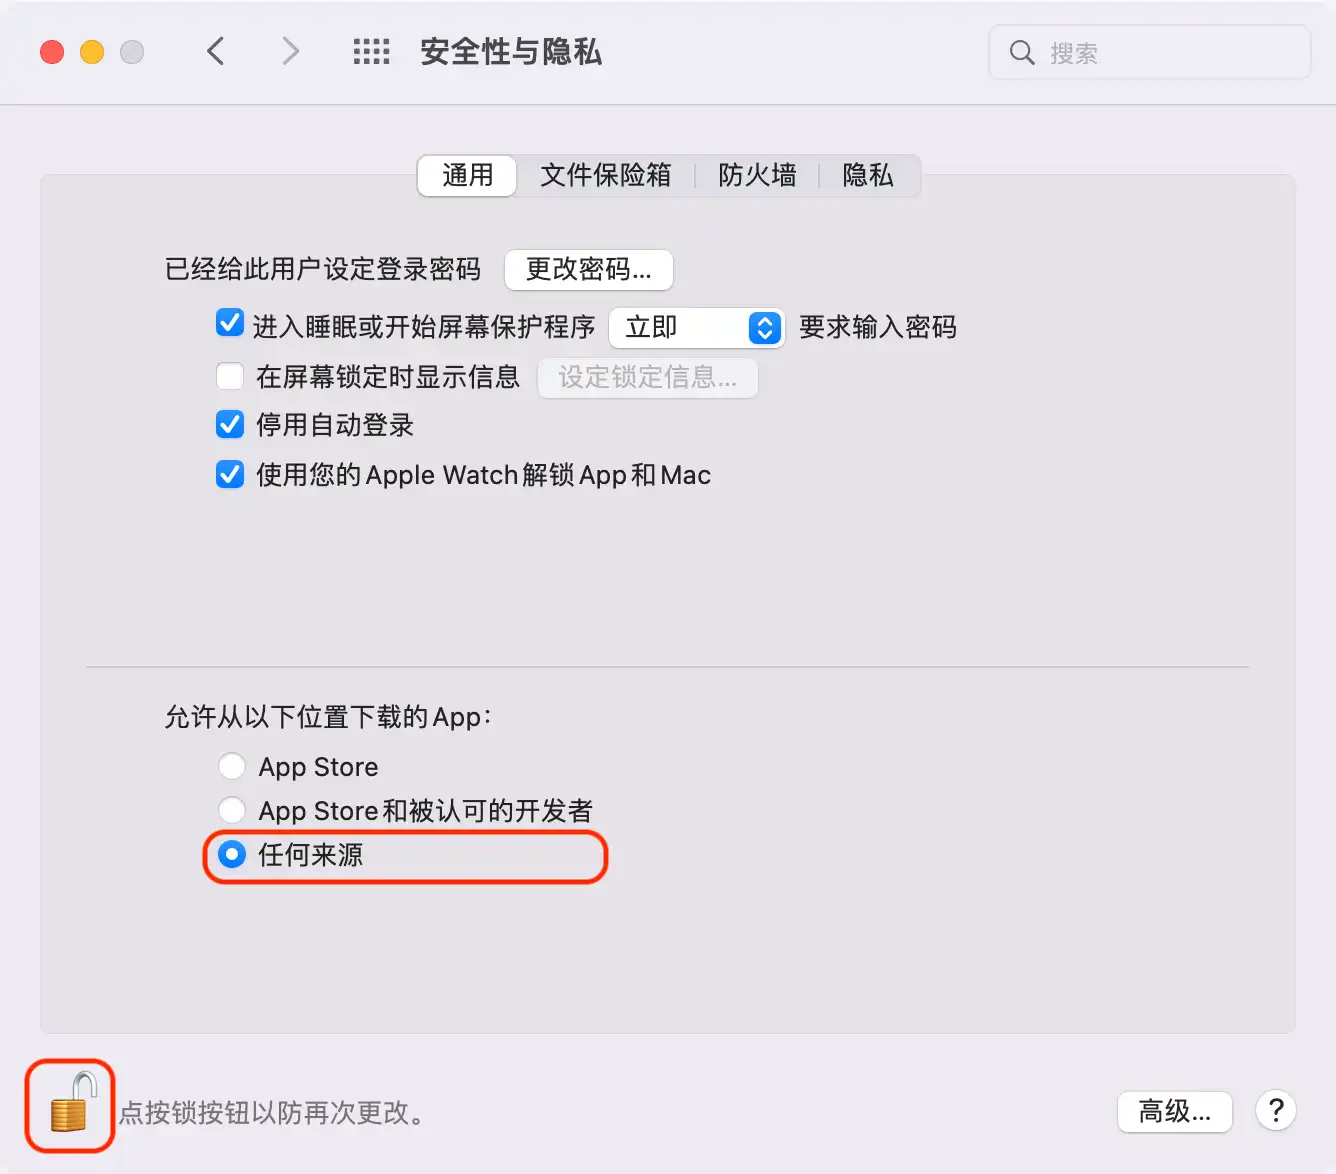 安全性与隐私
搜索
通用 文件保险箱 防火墙 隐私
已经给此用户设定登录密码 更改密码...
进入睡眠或开始屏幕保护程序 立即 要求输入密码
在屏幕锁定时显示信息 设定锁定信息...
停用自动登录
使用您的Apple Watch解锁App和Mac
允许从以下位置下载的App：
App Store
App Store和被认可的开发者
任何来源
点按锁按钮以防再次更改。
高级... ?